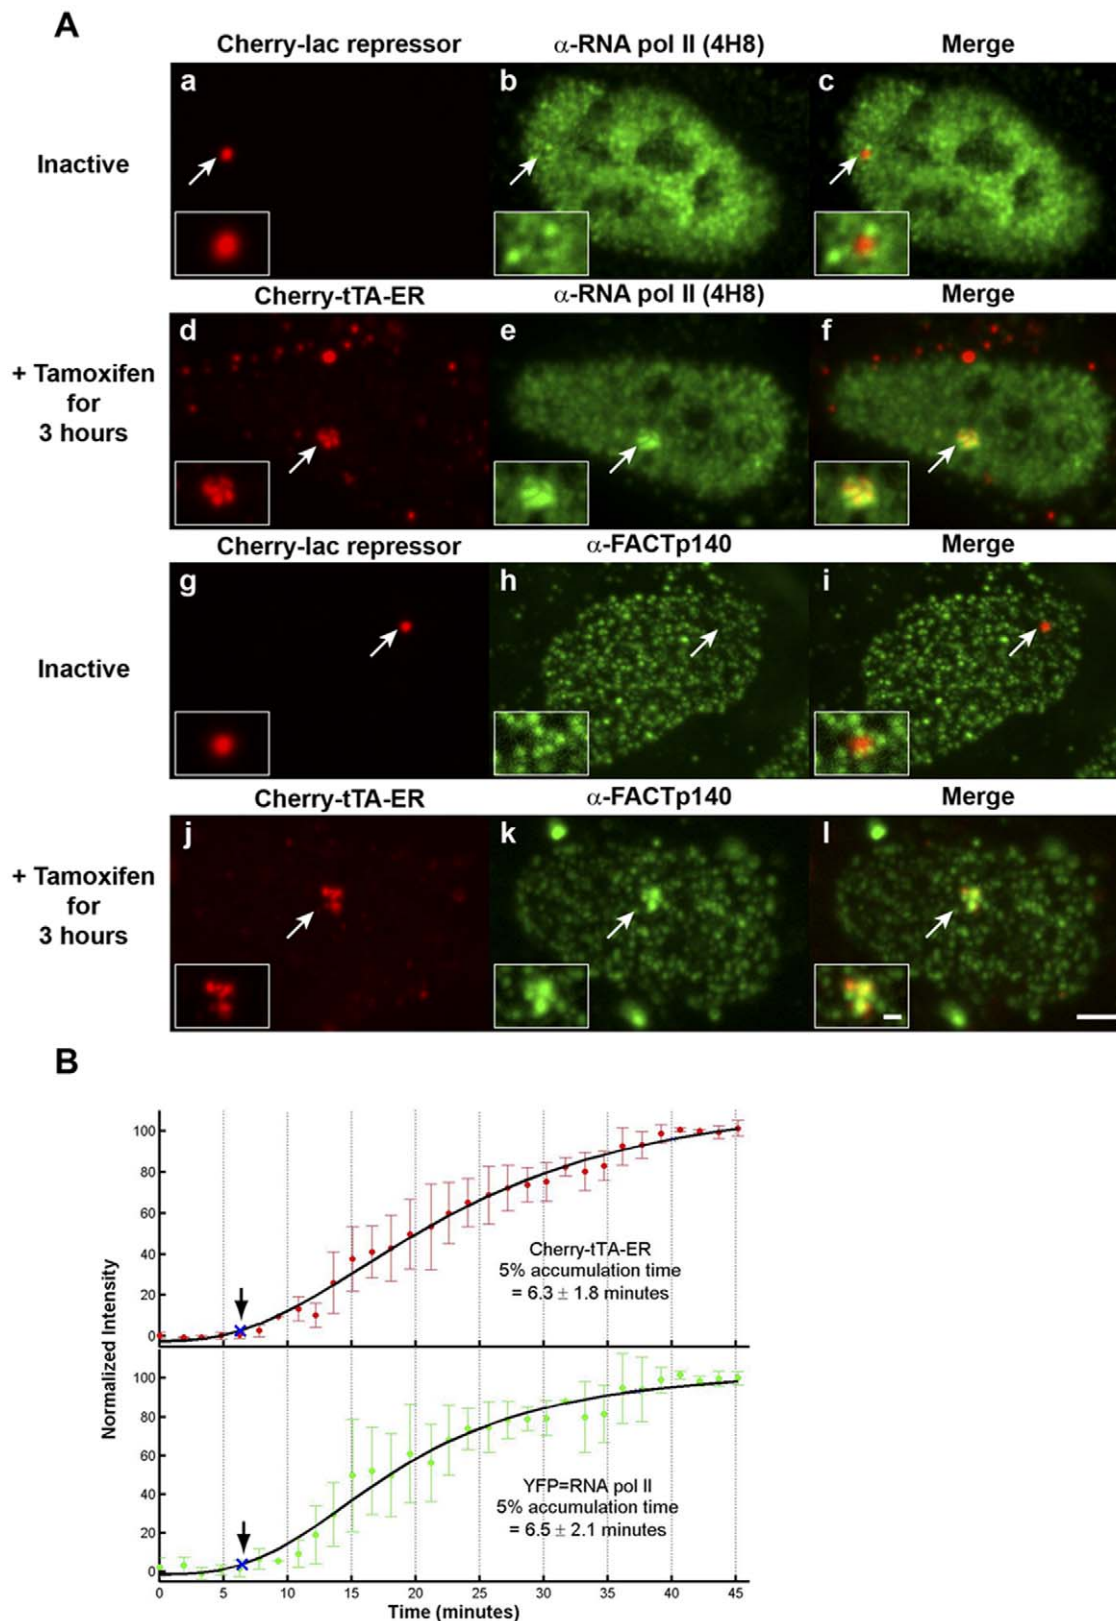 A
Cherry-lac repressor α-RNA pol II (4H8) Merge
a b c
Inactive
Cherry-tTA-ER α-RNA pol II (4H8) Merge
d e f
+ Tamoxifen
for
3 hours
Cherry-lac repressor α-FACTp140 Merge
g h i
Inactive
Cherry-tTA-ER α-FACTp140 Merge
j k l
+ Tamoxifen
for
3 hours
B
Normalized Intensity
100
80
60
40
20
0
Cherry-tTA-ER
5% accumulation time
= 6.3 ± 1.8 minutes
100
80
60
40
20
0
YFP=RNA pol II
5% accumulation time
= 6.5 ± 2.1 minutes
0 5 10 15 20 25 30 35 40 45
Time (minutes)